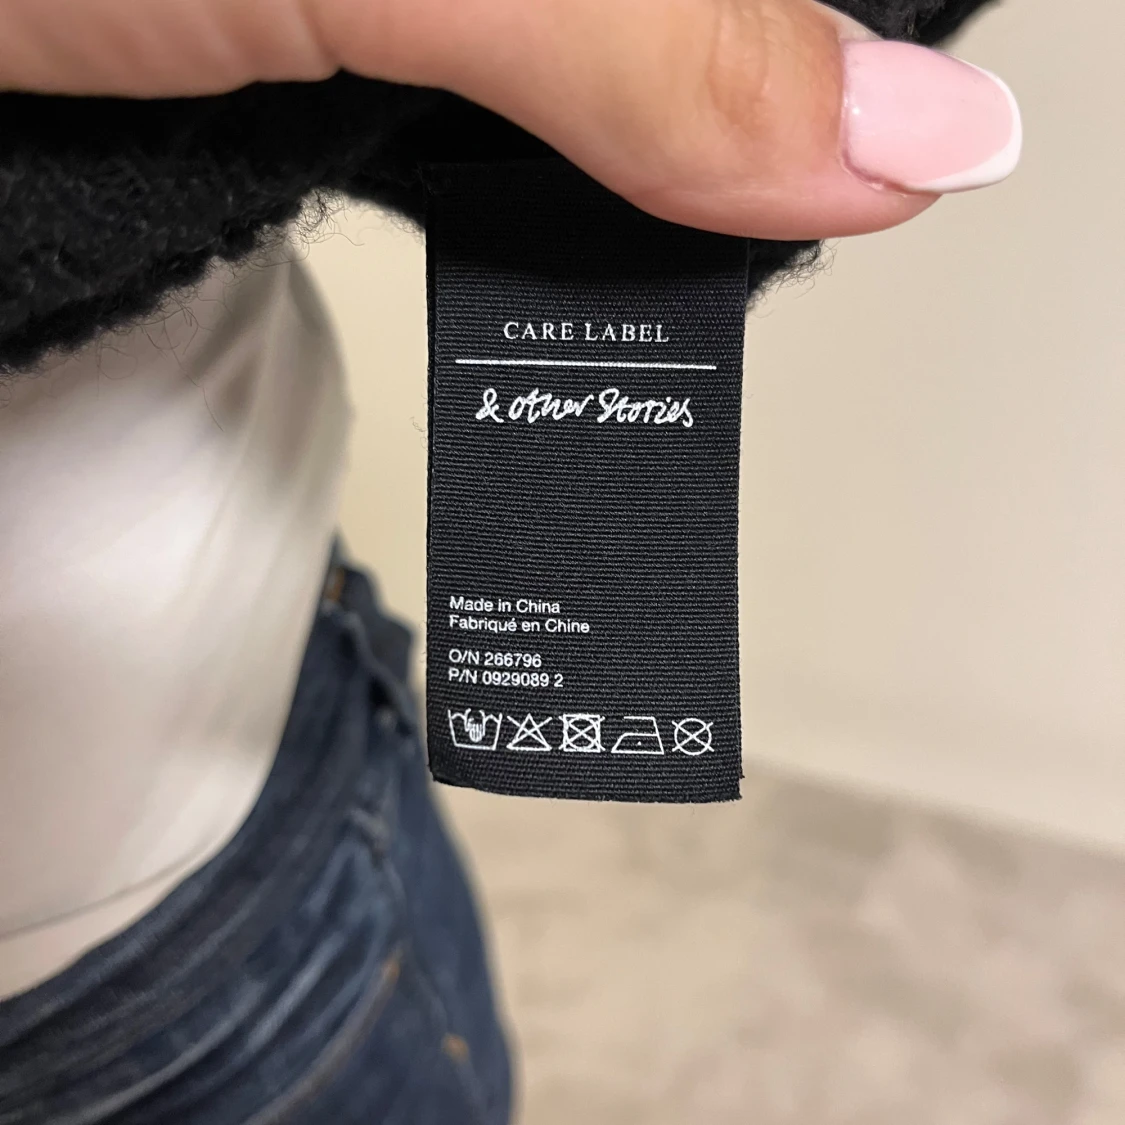 CARE LABEL
& other Stories
Made in China
Fabriqué en Chine
O/N 266796
P/N 0929089 2